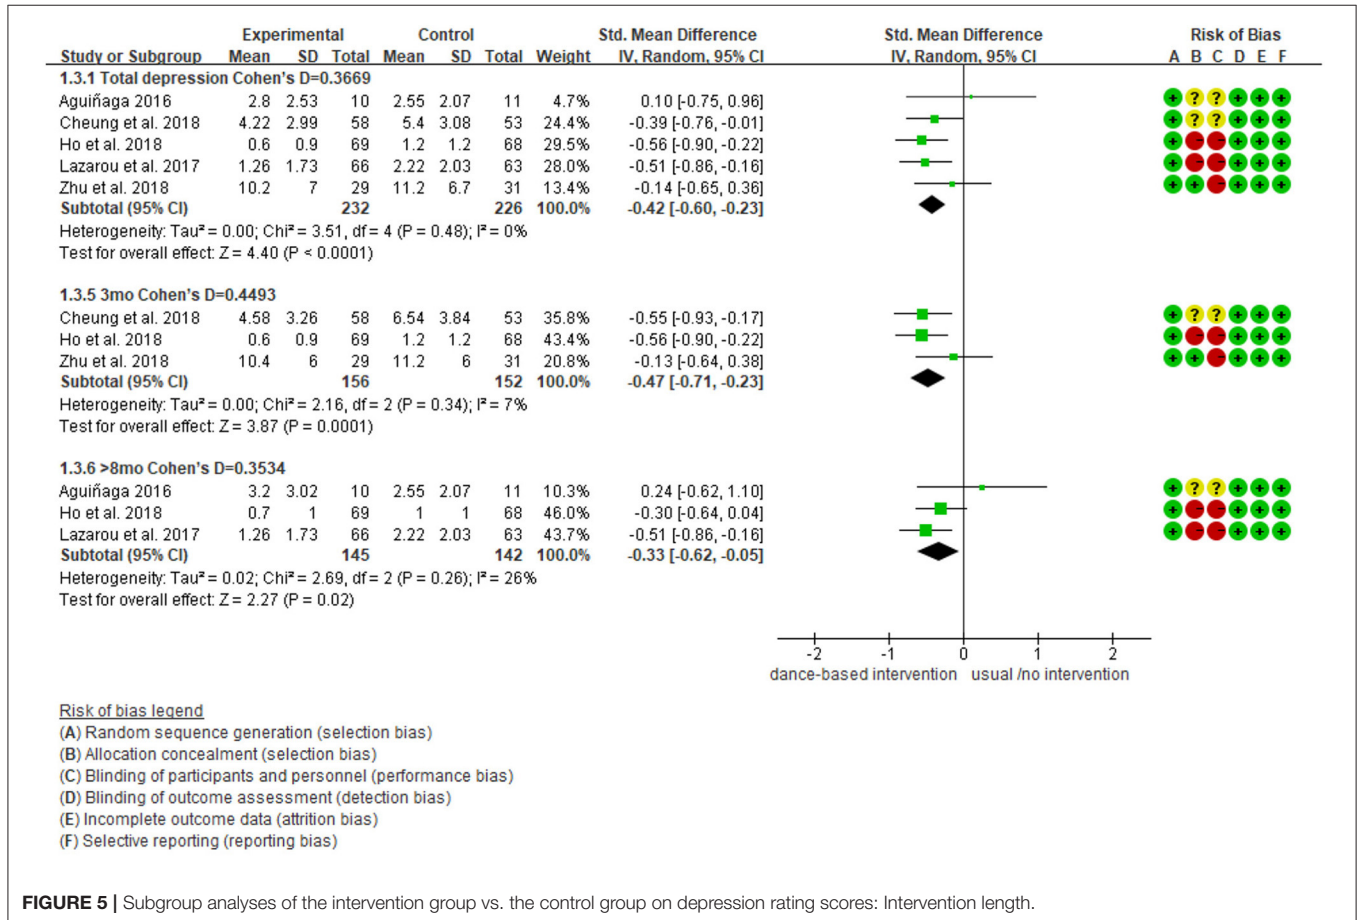 Experimental Control Std. Mean Difference Std. Mean Difference Risk of Bias
Study or Subgroup Mean SD Total Mean SD Total Weight IV, Random, 95% CI IV, Random, 95% CI A B C D E F
1.3.1 Total depression Cohen's D=0.3669
Aguiñaga 2016 2.8 2.53 10 2.55 2.07 11 4.7% 0.10 [-0.75, 0.96] + ? ? + + +
Cheung et al. 2018 4.22 2.99 58 5.4 3.08 53 24.4% -0.39 [-0.76, -0.01] + ? ? + + +
Ho et al. 2018 0.6 0.9 69 1.2 1.2 68 29.5% -0.56 [-0.90, -0.22] + - - + + +
Lazarou et al. 2017 1.26 1.73 66 2.22 2.03 63 28.0% -0.51 [-0.86, -0.16] + - - + + +
Zhu et al. 2018 10.2 7 29 11.2 6.7 31 13.4% -0.14 [-0.65, 0.36] + + - + + +
Subtotal (95% CI) 232 226 100.0% -0.42 [-0.60, -0.23]
Heterogeneity: Tau² = 0.00; Chi² = 3.51, df = 4 (P = 0.48); I² = 0%
Test for overall effect: Z = 4.40 (P < 0.0001)
1.3.5 3mo Cohen's D=0.4493
Cheung et al. 2018 4.58 3.26 58 6.54 3.84 53 35.8% -0.55 [-0.93, -0.17] + ? ? + + +
Ho et al. 2018 0.6 0.9 69 1.2 1.2 68 43.4% -0.56 [-0.90, -0.22] + - - + + +
Zhu et al. 2018 10.4 6 29 11.2 6 31 20.8% -0.13 [-0.64, 0.38] + + - + + +
Subtotal (95% CI) 156 152 100.0% -0.47 [-0.71, -0.23]
Heterogeneity: Tau² = 0.00; Chi² = 2.16, df = 2 (P = 0.34); I² = 7%
Test for overall effect: Z = 3.87 (P = 0.0001)
1.3.6 >8mo Cohen's D=0.3534
Aguiñaga 2016 3.2 3.02 10 2.55 2.07 11 10.3% 0.24 [-0.62, 1.10] + ? ? + + +
Ho et al. 2018 0.7 1 69 1 1 68 46.0% -0.30 [-0.64, 0.04] + - - + + +
Lazarou et al. 2017 1.26 1.73 66 2.22 2.03 63 43.7% -0.51 [-0.86, -0.16] + - - + + +
Subtotal (95% CI) 145 142 100.0% -0.33 [-0.62, -0.05]
Heterogeneity: Tau² = 0.02; Chi² = 2.69, df = 2 (P = 0.26); I² = 26%
Test for overall effect: Z = 2.27 (P = 0.02)
-2 -1 0 1 2
dance-based intervention usual /no intervention
Risk of bias legend
(A) Random sequence generation (selection bias)
(B) Allocation concealment (selection bias)
(C) Blinding of participants and personnel (performance bias)
(D) Blinding of outcome assessment (detection bias)
(E) Incomplete outcome data (attrition bias)
(F) Selective reporting (reporting bias)
FIGURE 5 | Subgroup analyses of the intervention group vs. the control group on depression rating scores: Intervention length.